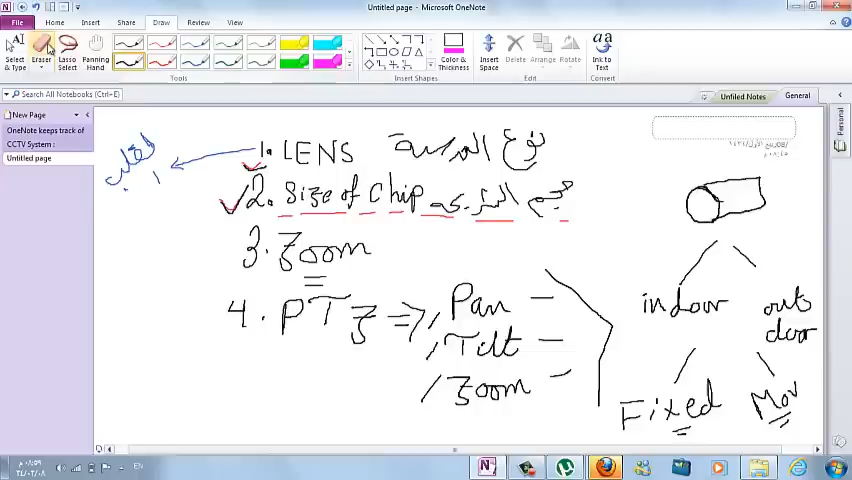 Untitled page - Microsoft OneNote
File Home Insert Share Draw Review View
Select & Type
Eraser
Lasso Select
Panning Hand
Color & Thickness
Insert Space
Delete
Arrange
Rotate
Ink to Text
Tools
Insert Shapes
Edit
Convert
Search All Notebooks (Ctrl+E)
Unfiled Notes General
New Page
OneNote keeps track of
CCTV System :
Untitled page
Personal
1. LENS نوع العدسة
2. Size of Chip حجم الشريحة
3. Zoom
4. PTZ => / Pan -
/ Tilt -
/ Zoom -
indoor
out door
Fixed
Mov
EN